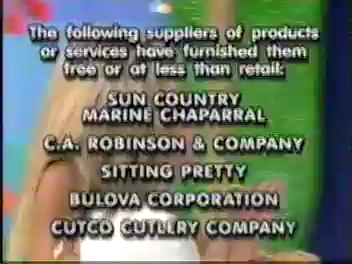 The following suppliers of products
or services have furnished them
free or at less than retail:
SUN COUNTRY
MARINE CHAPARRAL
C.A. ROBINSON & COMPANY
SITTING PRETTY
BULOVA CORPORATION
CUTCO CUTLERY COMPANY